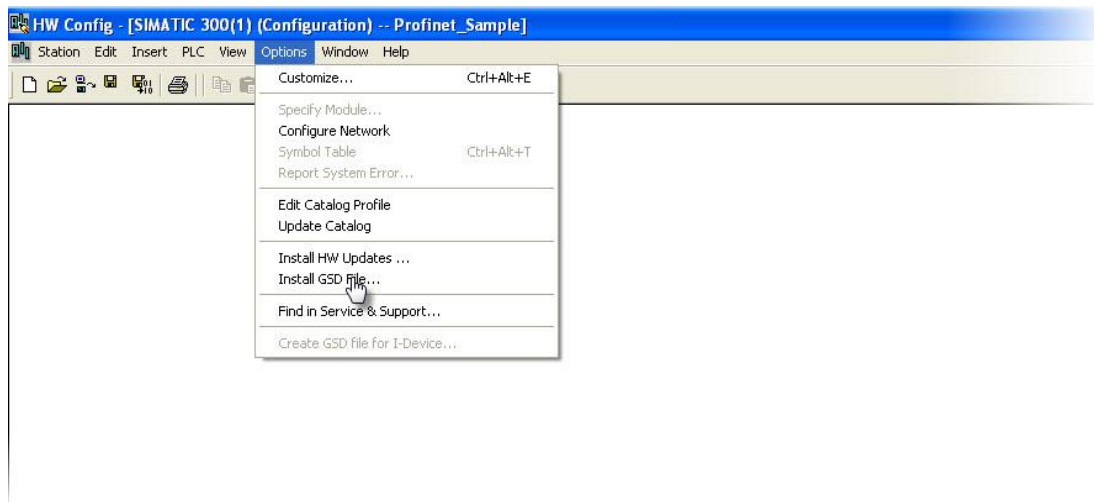 HW Config - [SIMATIC 300(1) (Configuration) -- Profinet_Sample]
Station Edit Insert PLC View Options Window Help
Customize... Ctrl+Alt+E
Specify Module...
Configure Network
Symbol Table Ctrl+Alt+T
Report System Error...
Edit Catalog Profile
Update Catalog
Install HW Updates ...
Install GSD File...
Find in Service & Support...
Create GSD file for I-Device...